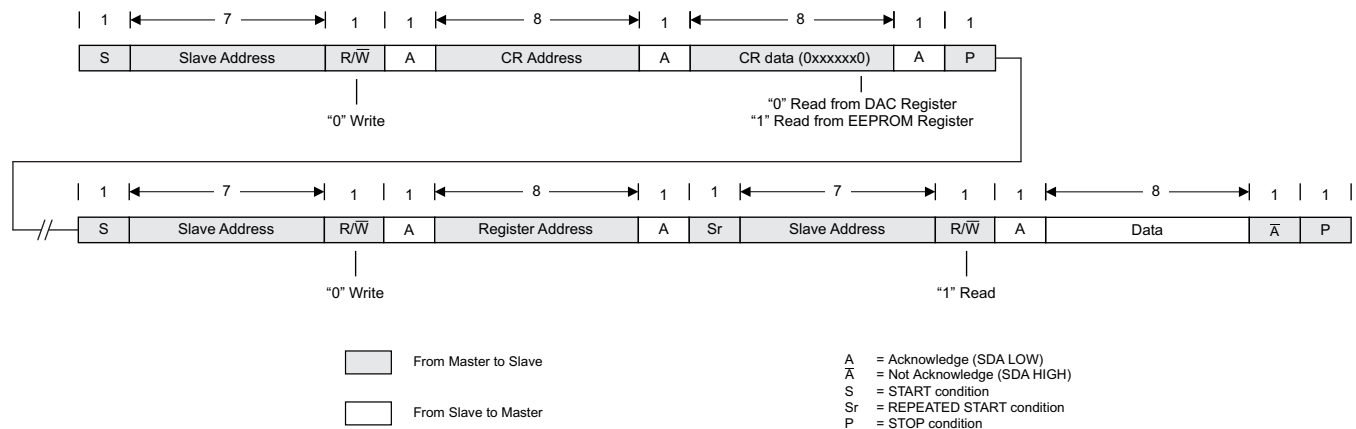 1 7 1 1 8 1 8 1 1
S Slave Address R/W̅ A CR Address A CR data (0xxxxxx0) A P
"0" Write
"0" Read from DAC Register
"1" Read from EEPROM Register
1 7 1 1 8 1 1 7 1 1 8 1 1
S Slave Address R/W̅ A Register Address A Sr Slave Address R/W̅ A Data A̅ P
"0" Write
"1" Read
From Master to Slave
From Slave to Master
A = Acknowledge (SDA LOW)
A̅ = Not Acknowledge (SDA HIGH)
S = START condition
Sr = REPEATED START condition
P = STOP condition